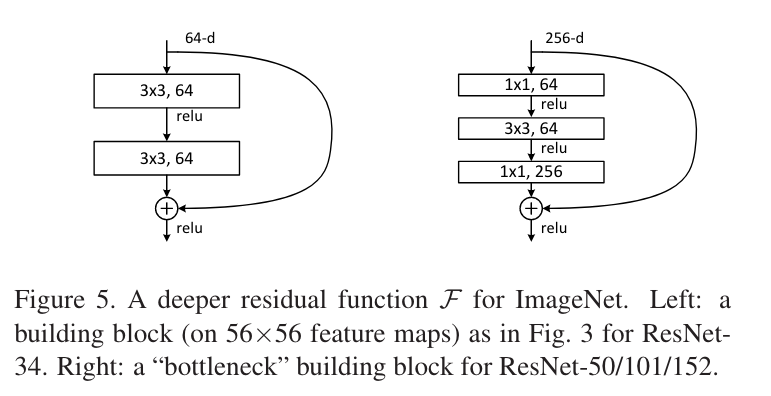 64-d
3x3, 64
relu
3x3, 64
relu
256-d
1x1, 64
relu
3x3, 64
relu
1x1, 256
relu
Figure 5. A deeper residual function F for ImageNet. Left: a
building block (on 56×56 feature maps) as in Fig. 3 for ResNet-
34. Right: a “bottleneck” building block for ResNet-50/101/152.